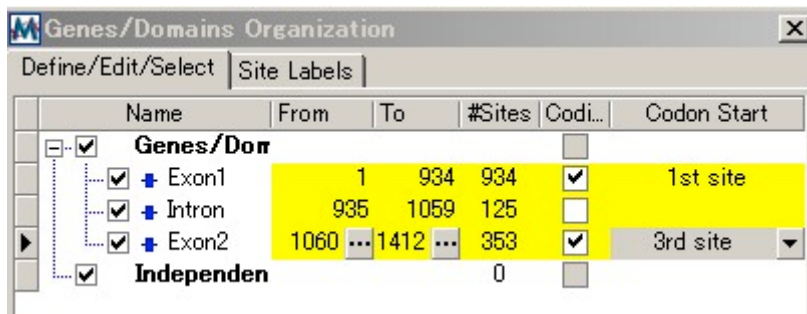 Genes/Domains Organization
Define/Edit/Select Site Labels
Name From To #Sites Codi... Codon Start
Genes/Dom
Exon1 1 934 934 1st site
Intron 935 1059 125
Exon2 1060 ... 1412 ... 353 3rd site
Independen 0